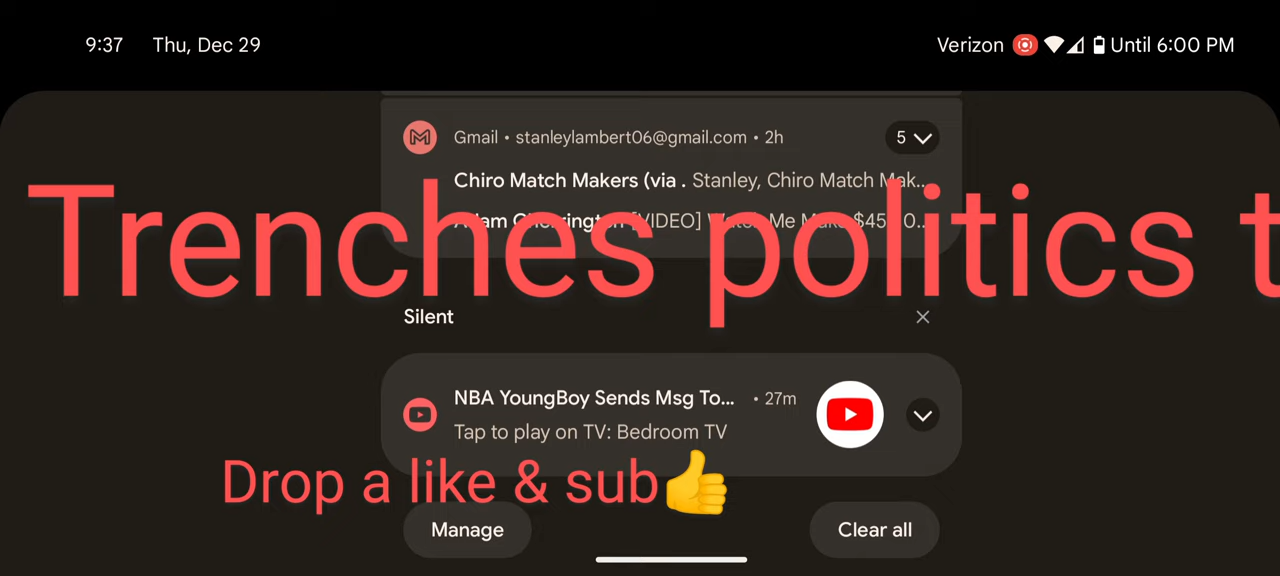 9:37 Thu, Dec 29 Verizon Until 6:00 PM
Gmail • stanleylambert06@gmail.com • 2h 5
Chiro Match Makers (via . Stanley, Chiro Match Mak...
[VIDEO] Me
Trenches politics t
Silent
NBA YoungBoy Sends Msg To... • 27m
Tap to play on TV: Bedroom TV
Drop a like & sub👍
Manage Clear all